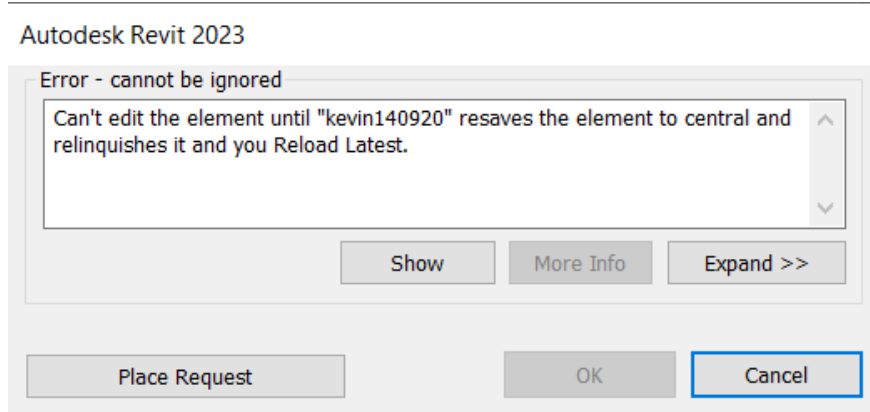 Autodesk Revit 2023
Error - cannot be ignored
Can't edit the element until "kevin140920" resaves the element to central and
relinquishes it and you Reload Latest.
Show More Info Expand >>
Place Request OK Cancel